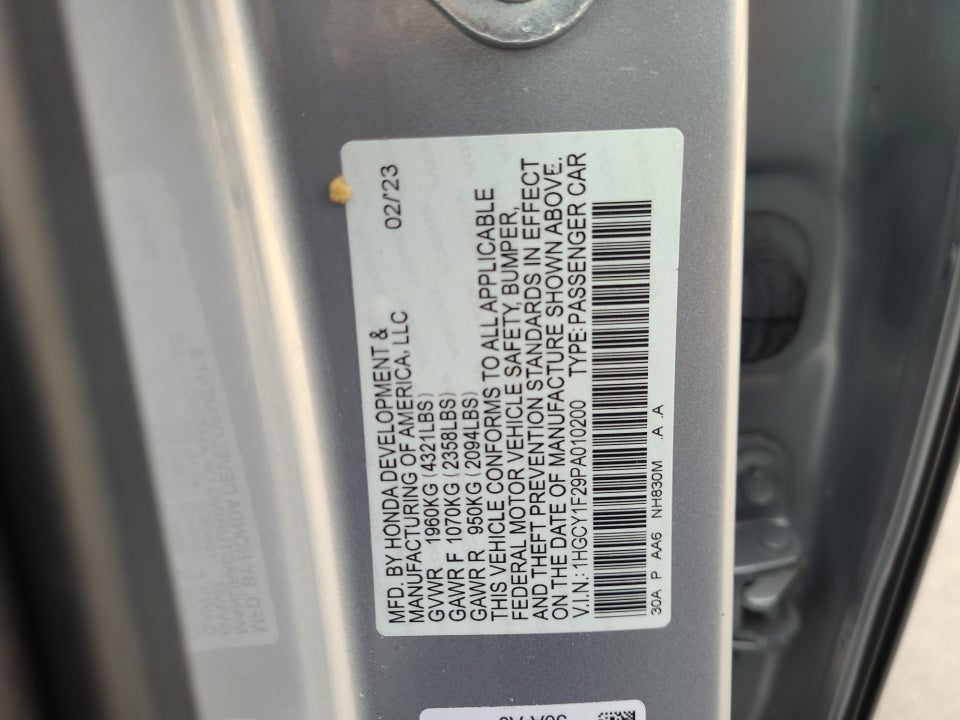 MFD. BY HONDA DEVELOPMENT &
MANUFACTURING OF AMERICA, LLC 02/'23
GVWR 1960KG (4321LBS)
GAWR F 1070KG (2358LBS)
GAWR R 950KG (2094LBS)
THIS VEHICLE CONFORMS TO ALL APPLICABLE
FEDERAL MOTOR VEHICLE SAFETY, BUMPER,
AND THEFT PREVENTION STANDARDS IN EFFECT
ON THE DATE OF MANUFACTURE SHOWN ABOVE.
V.I.N.: 1HGCY1F29PA010200 TYPE: PASSENGER CAR
30A P AA6 NH830M .A .A